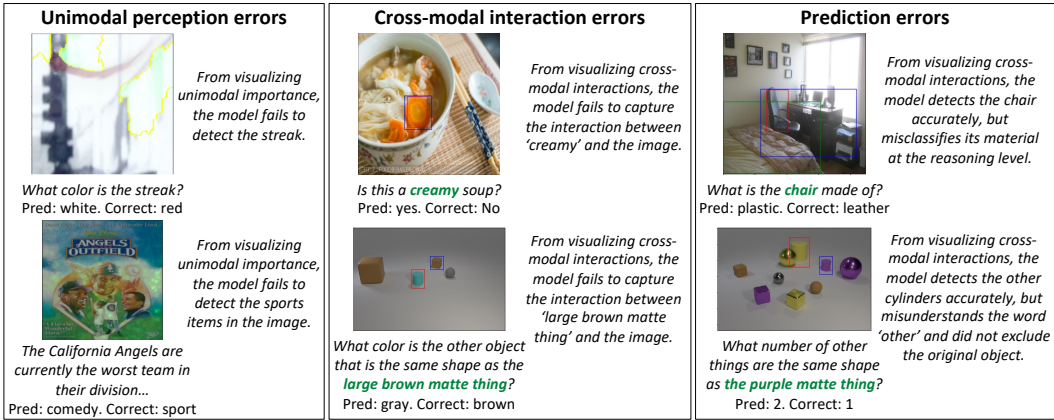 Unimodal perception errors
From visualizing
unimodal importance,
the model fails to
detect the streak.
What color is the streak?
Pred: white. Correct: red
ANGELS
OUTFIELD
From visualizing
unimodal importance,
the model fails to
detect the sports
items in the image.
The California Angels are
currently the worst team in
their division…
Pred: comedy. Correct: sport
Cross-modal interaction errors
From visualizing cross-
modal interactions, the
model fails to capture
the interaction between
‘creamy’ and the image.
Is this a creamy soup?
Pred: yes. Correct: No
From visualizing cross-
modal interactions, the
model fails to capture
the interaction between
‘large brown matte
thing’ and the image.
What color is the other object
that is the same shape as the
large brown matte thing?
Pred: gray. Correct: brown
Prediction errors
From visualizing cross-
modal interactions, the
model detects the chair
accurately, but
misclassifies its material
at the reasoning level.
What is the chair made of?
Pred: plastic. Correct: leather
From visualizing cross-
modal interactions, the
model detects the other
cylinders accurately, but
misunderstands the word
‘other’ and did not exclude
the original object.
What number of other
things are the same shape
as the purple matte thing?
Pred: 2. Correct: 1